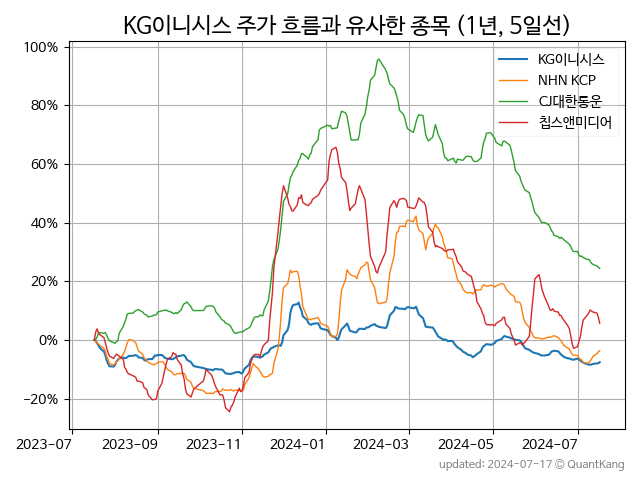 KG이니시스 주가 흐름과 유사한 종목 (1년, 5일선)
100%
80%
60%
40%
20%
0%
−20%
KG이니시스
NHN KCP
CJ대한통운
칩스앤미디어
2023-07
2023-09
2023-11
2024-01
2024-03
2024-05
2024-07
updated: 2024-07-17 © QuantKang